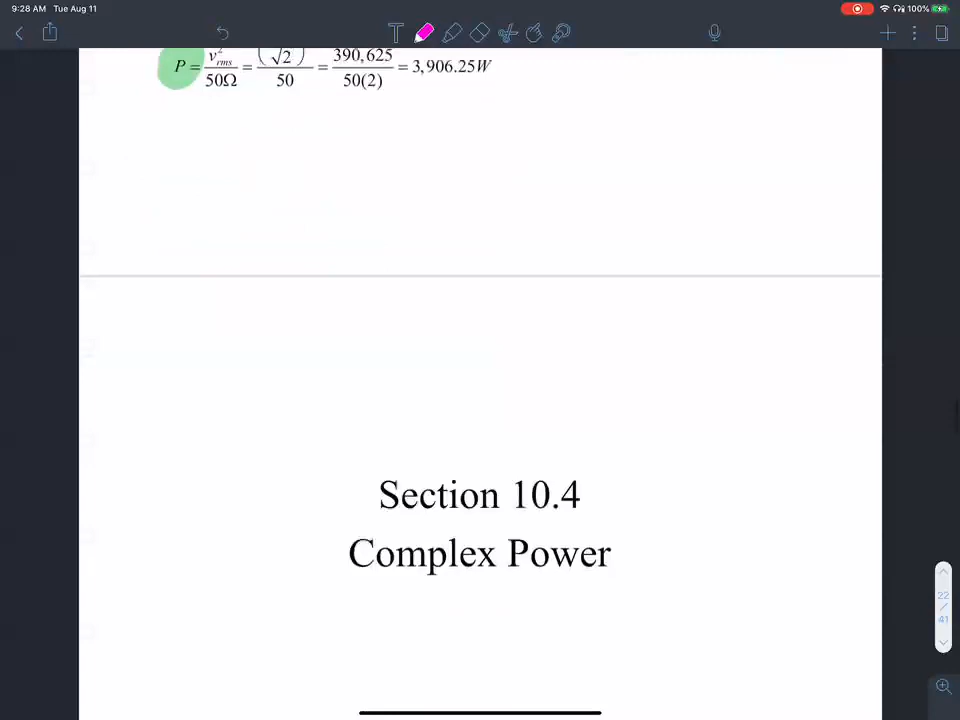 9:28 AM Tue Aug 11
100%
P = v²rms / 50Ω = (√2) / 50 = 390,625 / 50(2) = 3,906.25W
Section 10.4
Complex Power
22
/
41